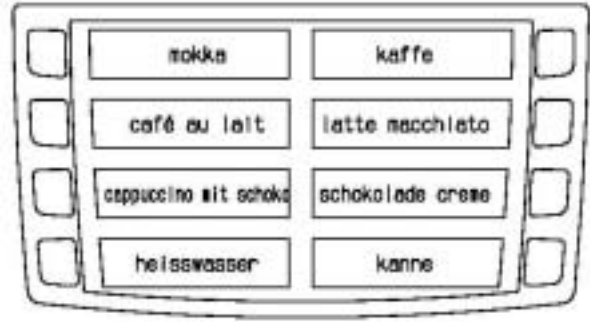 mokka
kaffe
café au lait
latte macchiato
cappuccino mit schoko
schokolade creme
heisswasser
kanne